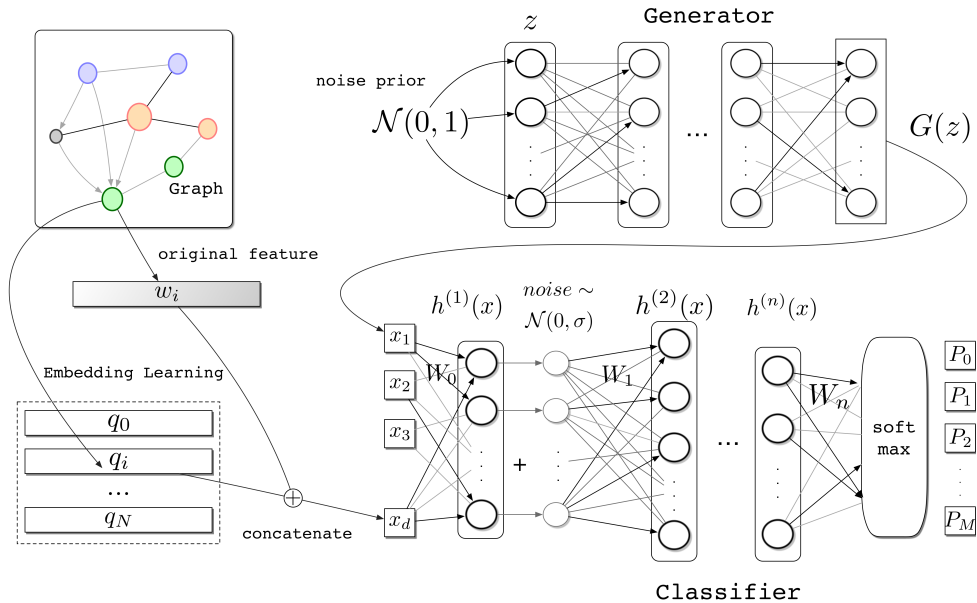 Generator
z
noise prior
𝒩(0, 1)
...
G(z)
Graph
original feature
w_i
Embedding Learning
q_0
q_i
...
q_N
concatenate
+
x_1
x_2
x_3
x_d
h^{(1)}(x)
W_0
+
noise ∼
𝒩(0, σ)
h^{(2)}(x)
W_1
...
h^{(n)}(x)
W_n
soft
max
P_0
P_1
P_2
P_M
Classifier